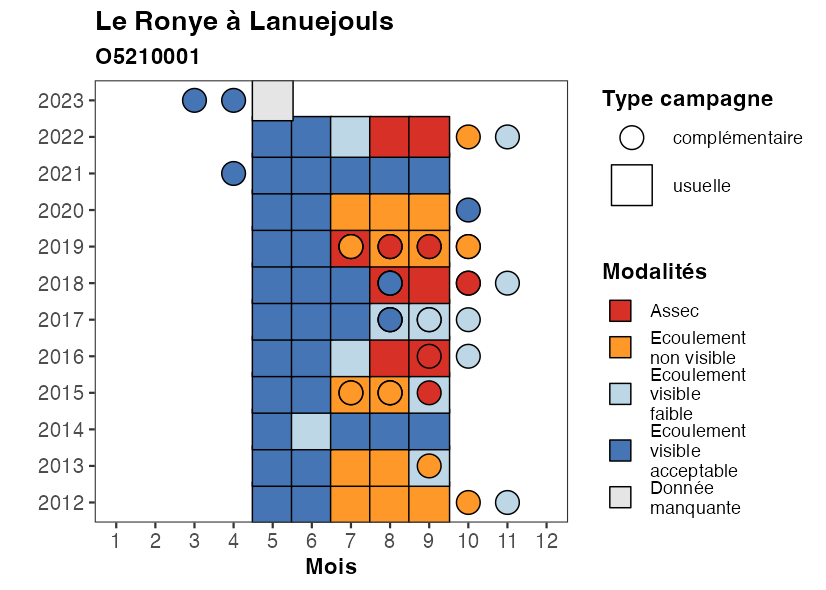 Le Ronye à Lanuejouls
O5210001
2023
2022
2021
2020
2019
2018
2017
2016
2015
2014
2013
2012
1 2 3 4 5 6 7 8 9 10 11 12
Mois
Type campagne
complémentaire
usuelle
Modalités
Assec
Ecoulement
non visible
Ecoulement
visible
faible
Ecoulement
visible
acceptable
Donnée
manquante